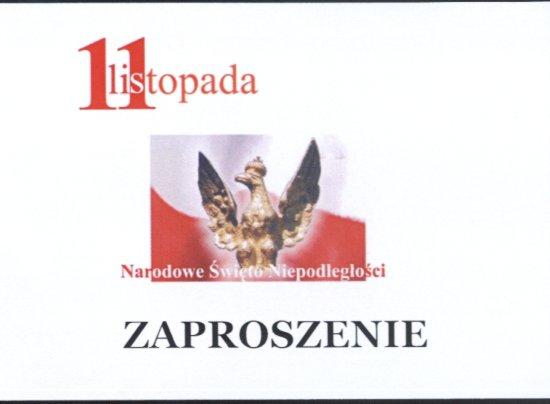 11 listopada
Narodowe Święto Niepodległości
ZAPROSZENIE